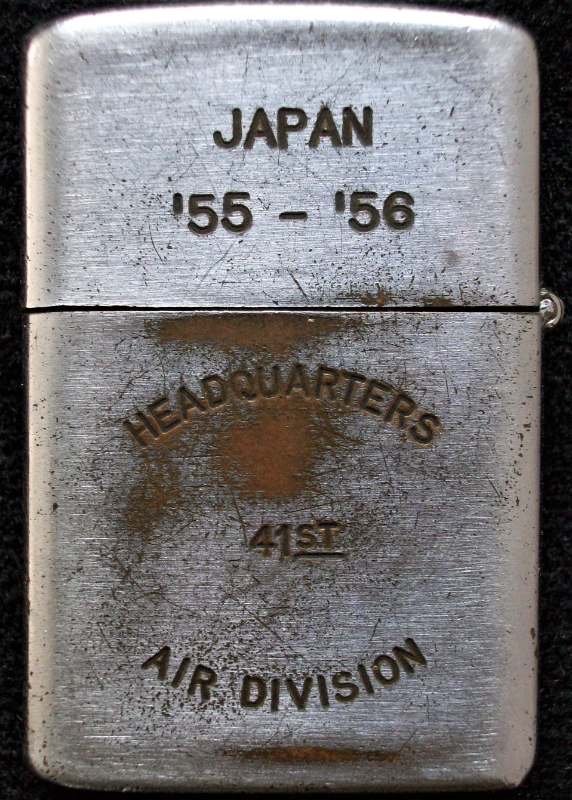 JAPAN
'55 - '56
HEADQUARTERS
41ST
AIR DIVISION